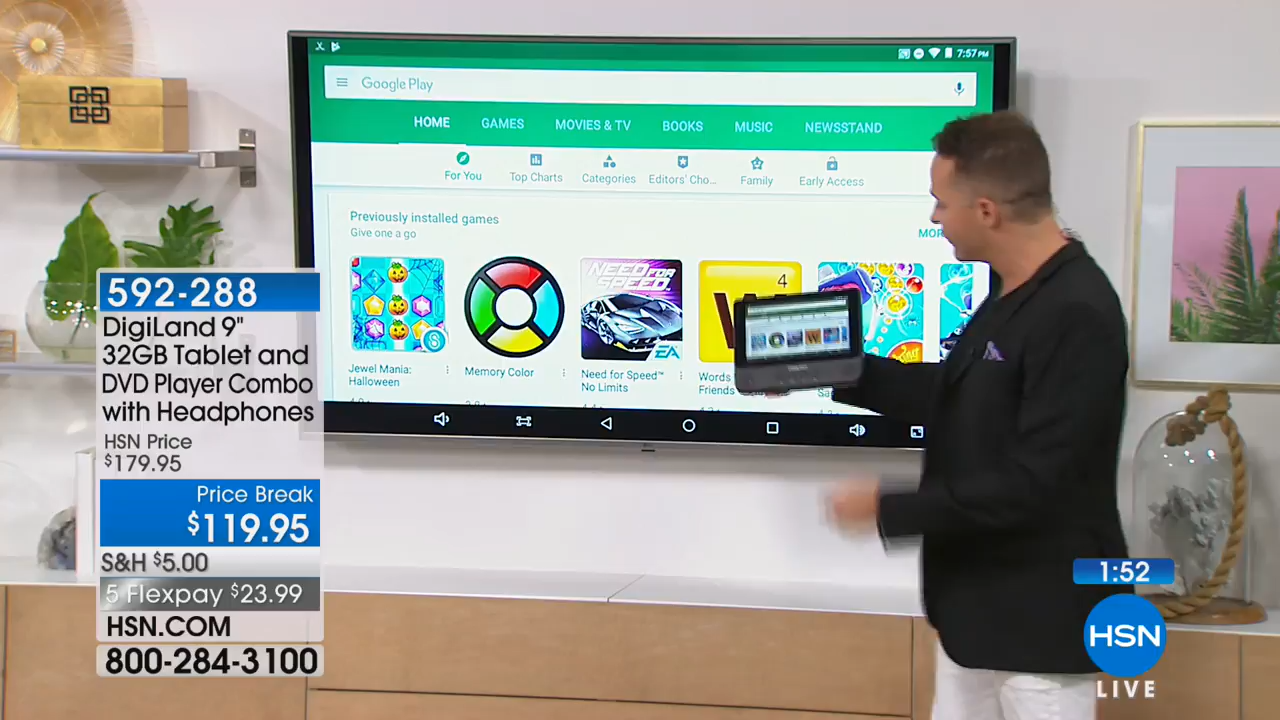 7:57PM
Google Play
HOME GAMES MOVIES & TV BOOKS MUSIC NEWSSTAND
For You Top Charts Categories Editors' Cho... Family Early Access
Previously installed games
Give one a go
MOR
NEED FOR SPEED
4
W
EA
Jewel Mania:
Halloween
Memory Color
Need for Speed™
No Limits
Words
Friends
592-288
DigiLand 9"
32GB Tablet and
DVD Player Combo
with Headphones
HSN Price
$179.95
Price Break
$119.95
S&H $5.00
5 Flexpay $23.99
HSN.COM
800-284-3100
1:52
HSN
LIVE